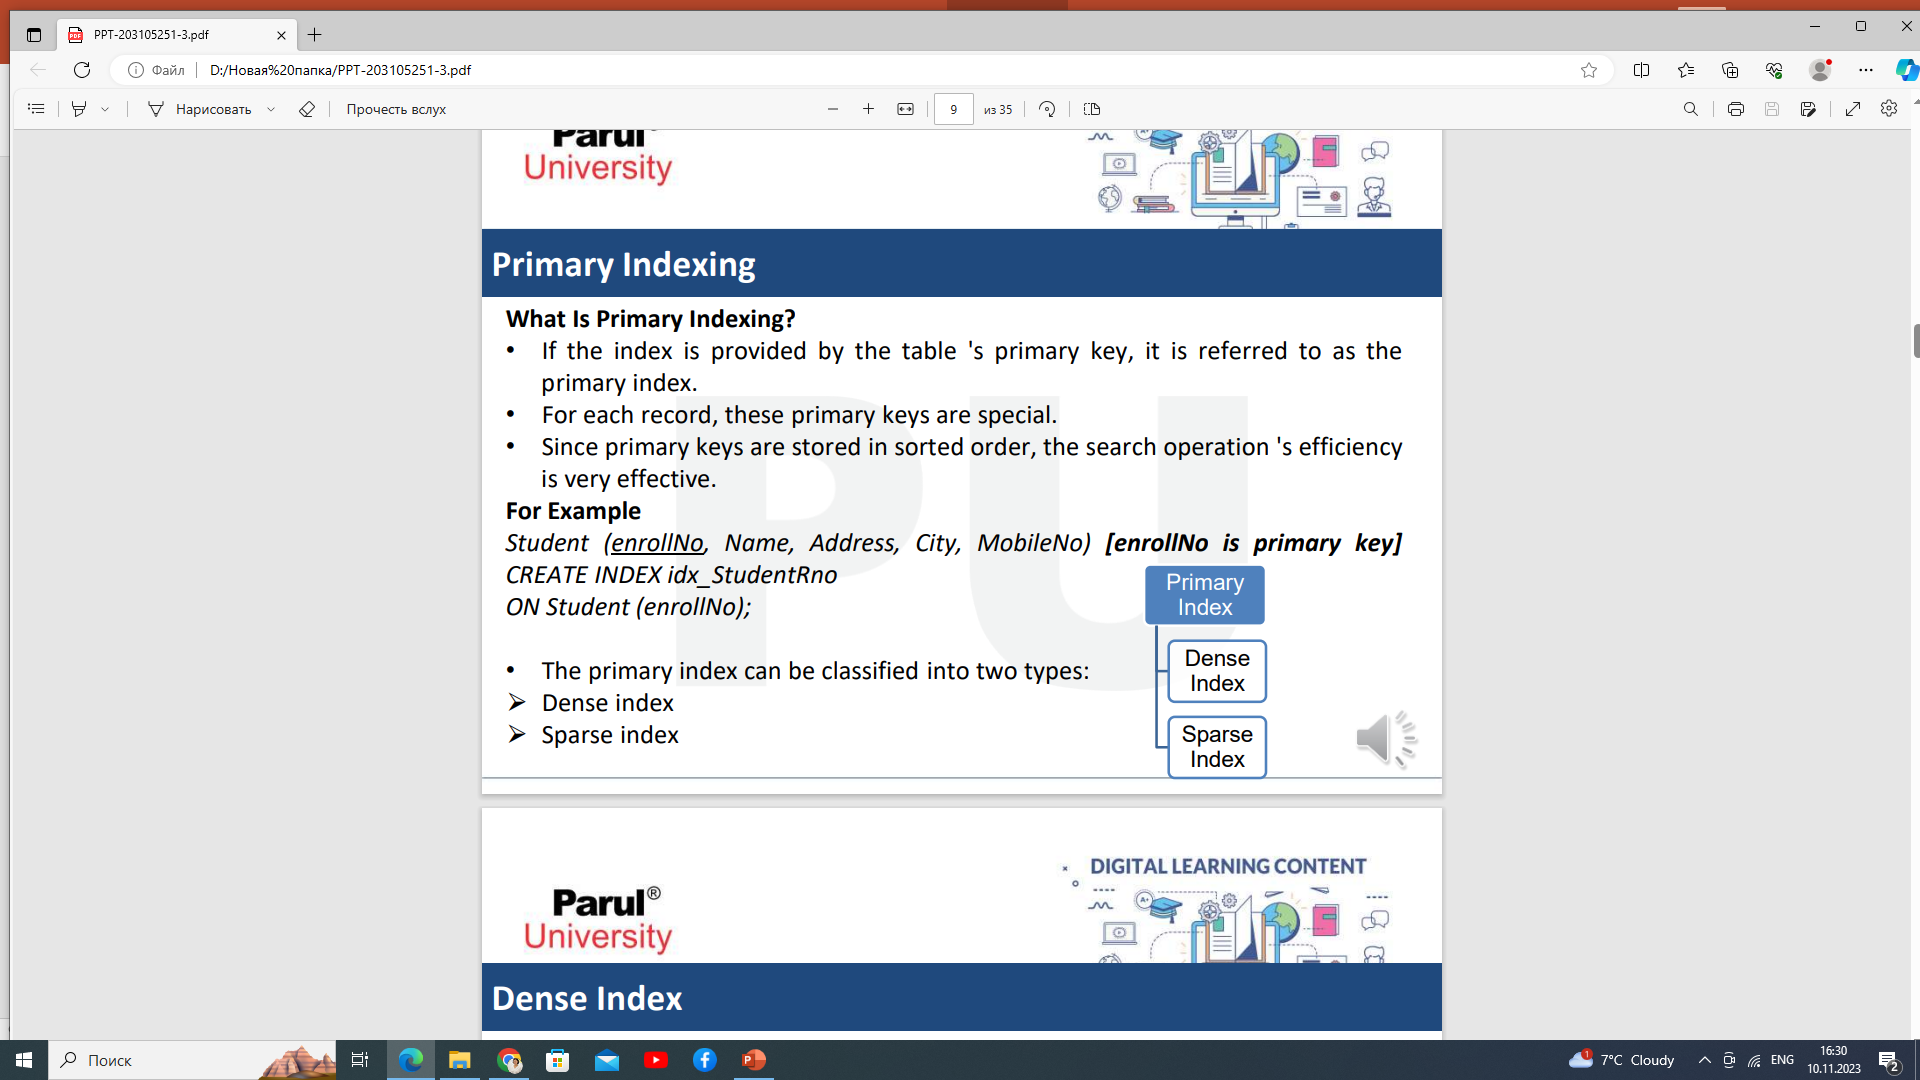 PPT-203105251-3.pdf
Файл
D:/Новая%20папка/PPT-203105251-3.pdf
Нарисовать
Прочесть вслух
9
из 35
Parul
University
Primary Indexing
What Is Primary Indexing?
• If the index is provided by the table 's primary key, it is referred to as the
primary index.
• For each record, these primary keys are special.
• Since primary keys are stored in sorted order, the search operation 's efficiency
is very effective.
For Example
Student (enrollNo, Name, Address, City, MobileNo) [enrollNo is primary key]
CREATE INDEX idx_StudentRno
ON Student (enrollNo);
• The primary index can be classified into two types:
➢ Dense index
➢ Sparse index
Primary
Index
Dense
Index
Sparse
Index
PU
DIGITAL LEARNING CONTENT
A+
Parul®
University
Dense Index
Поиск
1
7°C Cloudy
ENG
16:30
10.11.2023
2